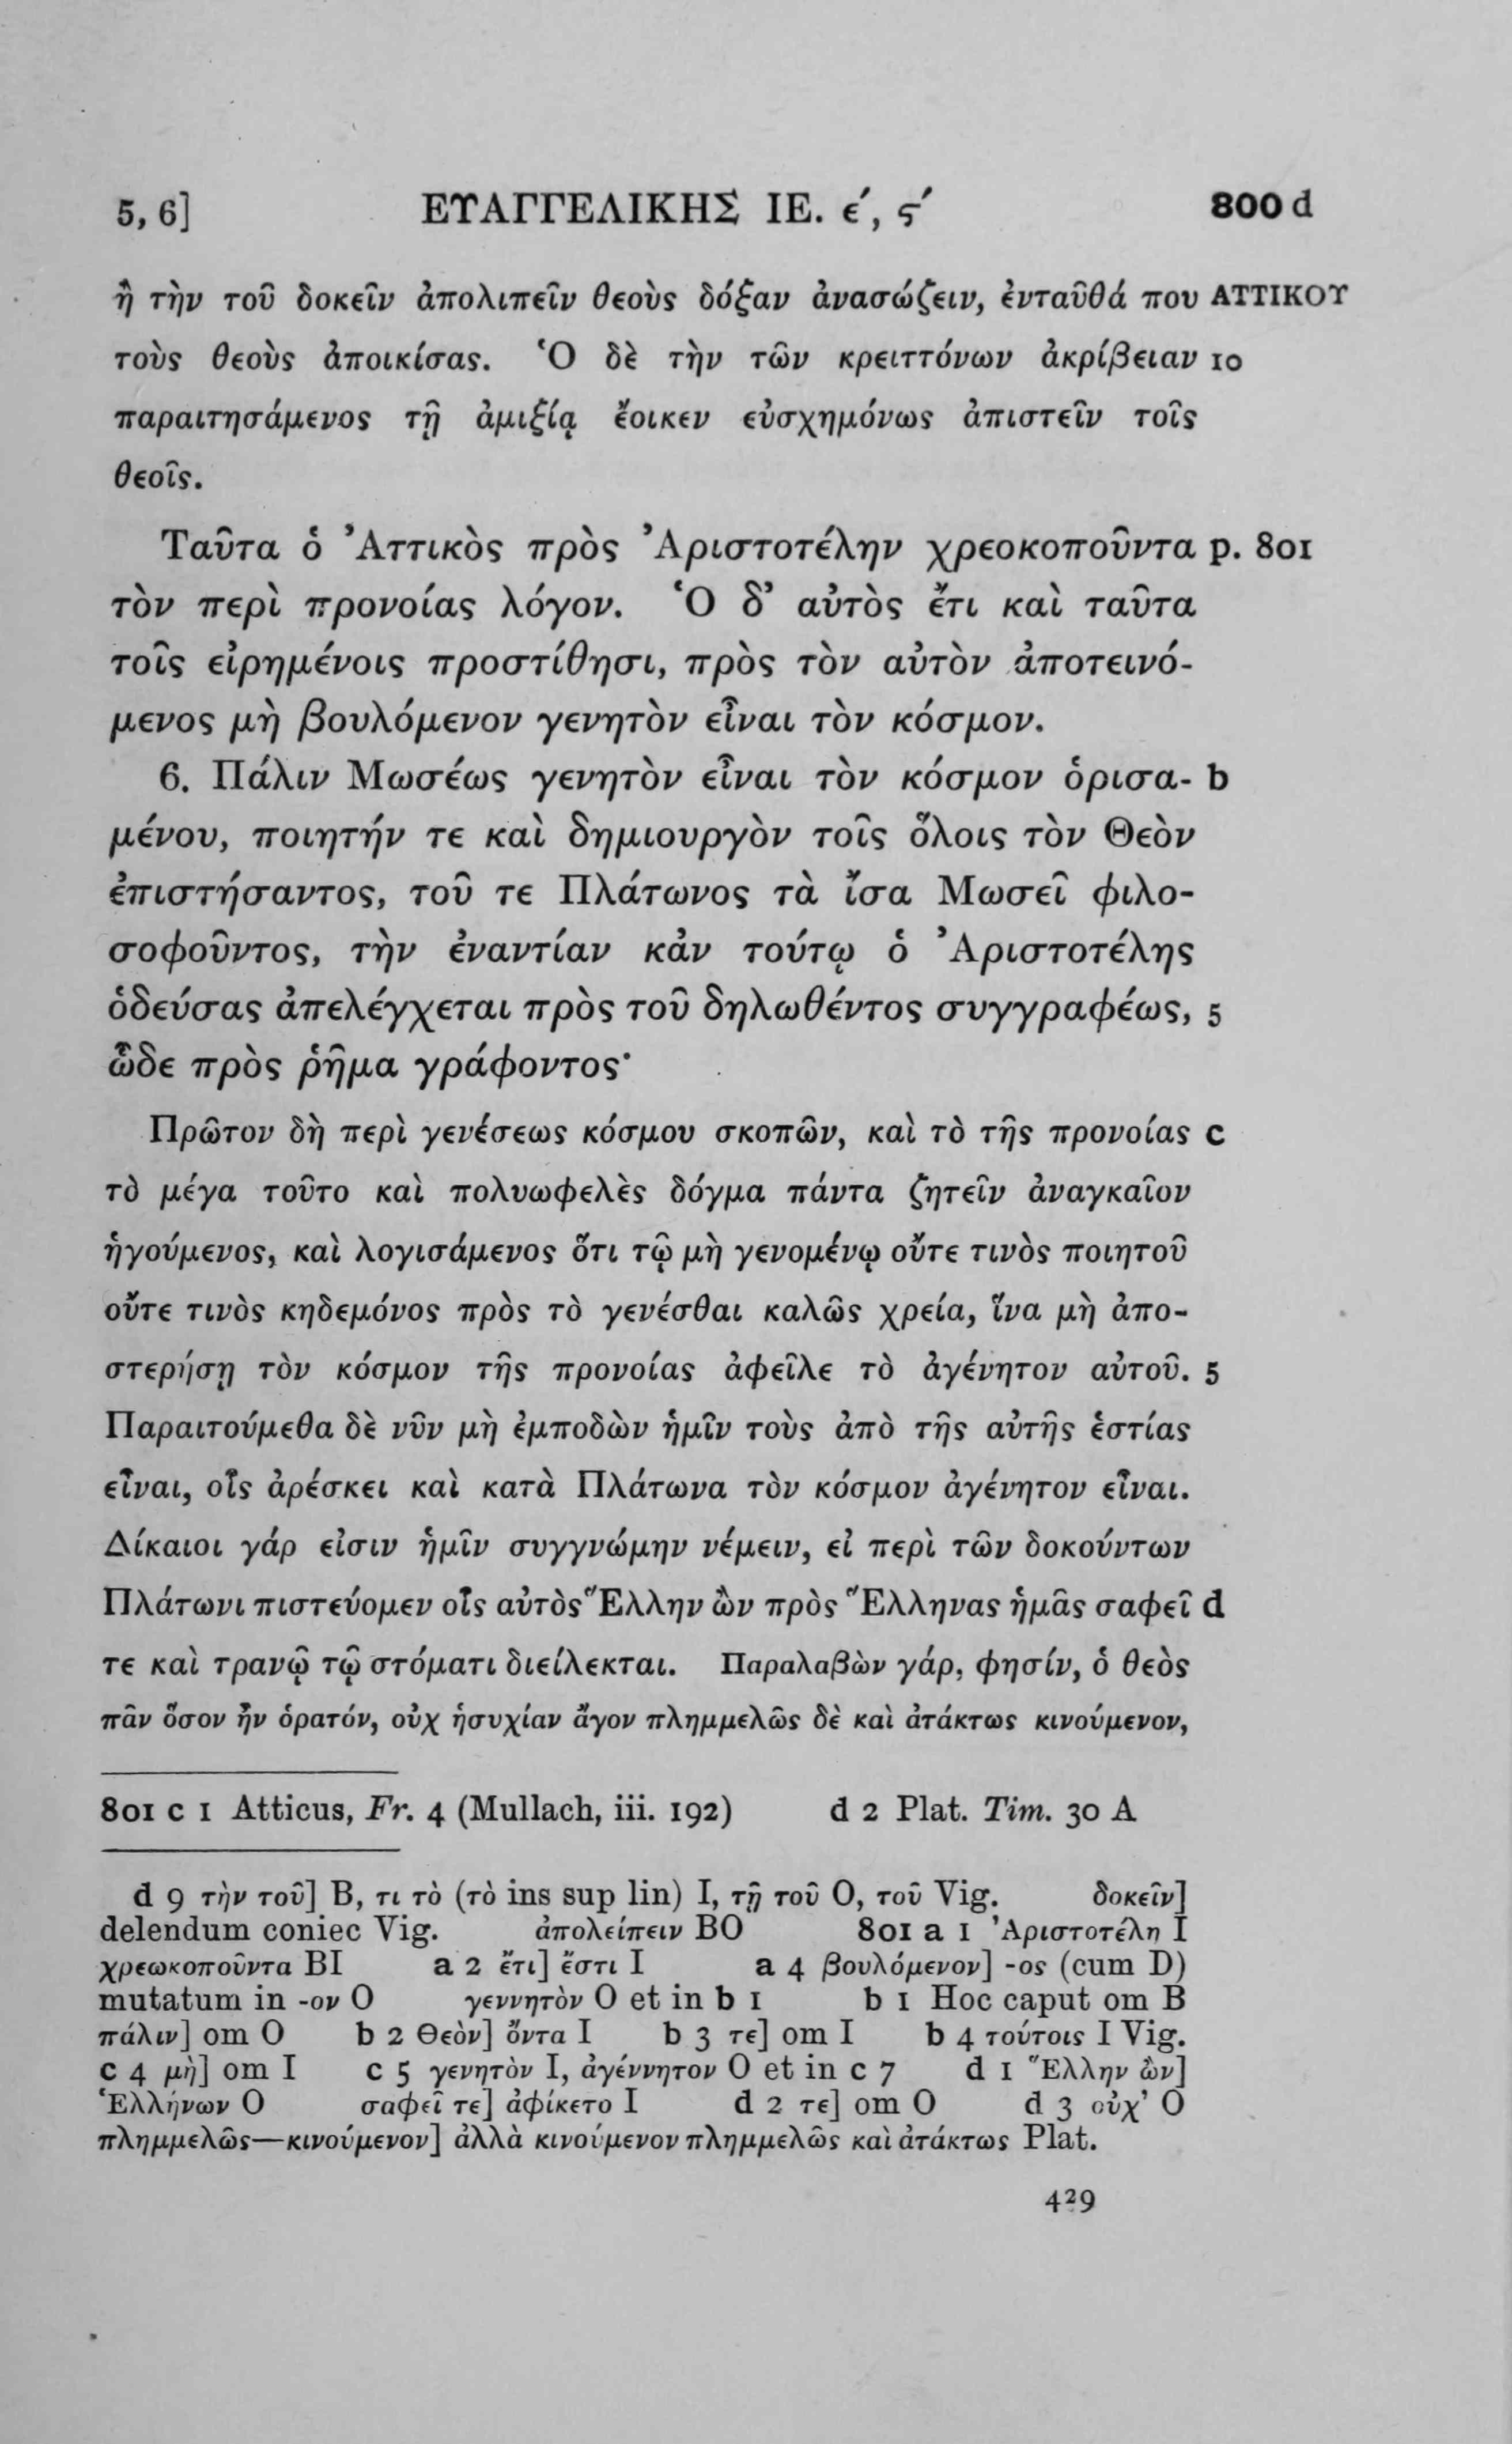 5, 6] ΕΥΑΓΓΕΛΙΚΗΣ ΙΕ. ε´, ϛ´ 800 d
ἢ τὴν τοῦ δοκεῖν ἀπολιπεῖν θεοὺς δόξαν ἀνασώζειν, ἐνταῦθά που ΑΤΤΙΚΟΥ
τοὺς θεοὺς ἀποικίσας. Ὁ δὲ τὴν τῶν κρειττόνων ἀκρίβειαν 10
παραιτησάμενος τῇ ἀμιξίᾳ ἔοικεν εὐσχημόνως ἀπιστεῖν τοῖς
θεοῖς.
Ταῦτα ὁ Ἀττικὸς πρὸς Ἀριστοτέλην χρεοκοποῦντα p. 801
τὸν περὶ προνοίας λόγον. Ὁ δ’ αὐτὸς ἔτι καὶ ταῦτα
τοῖς εἰρημένοις προστίθησι, πρὸς τὸν αὐτὸν ἀποτεινό-
μενος μὴ βουλόμενον γενητὸν εἶναι τὸν κόσμον.
6. Πάλιν Μωσέως γενητὸν εἶναι τὸν κόσμον ὁρισα- b
μένου, ποιητήν τε καὶ δημιουργὸν τοῖς ὅλοις τὸν Θεὸν
ἐπιστήσαντος, τοῦ τε Πλάτωνος τὰ ἴσα Μωσεῖ φιλο-
σοφοῦντος, τὴν ἐναντίαν κἀν τούτῳ ὁ Ἀριστοτέλης
ὁδεύσας ἀπελέγχεται πρὸς τοῦ δηλωθέντος συγγραφέως, 5
ὧδε πρὸς ῥῆμα γράφοντος·
Πρῶτον δὴ περὶ γενέσεως κόσμου σκοπῶν, καὶ τὸ τῆς προνοίας c
τὸ μέγα τοῦτο καὶ πολυωφελὲς δόγμα πάντα ζητεῖν ἀναγκαῖον
ἡγούμενος, καὶ λογισάμενος ὅτι τῷ μὴ γενομένῳ οὔτε τινὸς ποιητοῦ
οὔτε τινὸς κηδεμόνος πρὸς τὸ γενέσθαι καλῶς χρεία, ἵνα μὴ ἀπο-
στερήσῃ τὸν κόσμον τῆς προνοίας ἀφεῖλε τὸ ἀγένητον αὐτοῦ. 5
Παραιτούμεθα δὲ νῦν μὴ ἐμποδὼν ἡμῖν τοὺς ἀπὸ τῆς αὐτῆς ἑστίας
εἶναι, οἷς ἀρέσκει καὶ κατὰ Πλάτωνα τὸν κόσμον ἀγένητον εἶναι.
Δίκαιοι γάρ εἰσιν ἡμῖν συγγνώμην νέμειν, εἰ περὶ τῶν δοκούντων
Πλάτωνι πιστεύομεν οἷς αὐτὸς Ἕλλην ὢν πρὸς Ἕλληνας ἡμᾶς σαφεῖ d
τε καὶ τρανῷ τῷ στόματι διείλεκται. Παραλαβὼν γάρ, φησίν, ὁ θεὸς
πᾶν ὅσον ἦν ὁρατόν, οὐχ ἡσυχίαν ἄγον πλημμελῶς δὲ καὶ ἀτάκτως κινούμενον,
801 c 1 Atticus, Fr. 4 (Mullach, iii. 192) d 2 Plat. Tim. 30 A
d 9 τὴν τοῦ] B, τι τὸ (τὸ ins sup lin) I, τῇ τοῦ O, τοῦ Vig. δοκεῖν]
delendum coniec Vig. ἀπολείπειν BO 801 a 1 Ἀριστοτέλη I
χρεωκοποῦντα BI a 2 ἔτι] ἔστι I a 4 βουλόμενον] -ος (cum D)
mutatum in -ον O γεννητὸν O et in b 1 b 1 Hoc caput om B
πάλιν] om O b 2 Θεὸν] ὄντα I b 3 τε] om I b 4 τούτοις I Vig.
c 4 μὴ] om I c 5 γενητὸν I, ἀγέννητον O et in c 7 d 1 Ἕλλην ὢν]
Ἑλλήνων O σαφεῖ τε] ἀφίκετο I d 2 τε] om O d 3 οὐχ’ O
πλημμελῶς—κινούμενον] ἀλλὰ κινούμενον πλημμελῶς καὶ ἀτάκτως Plat.
429